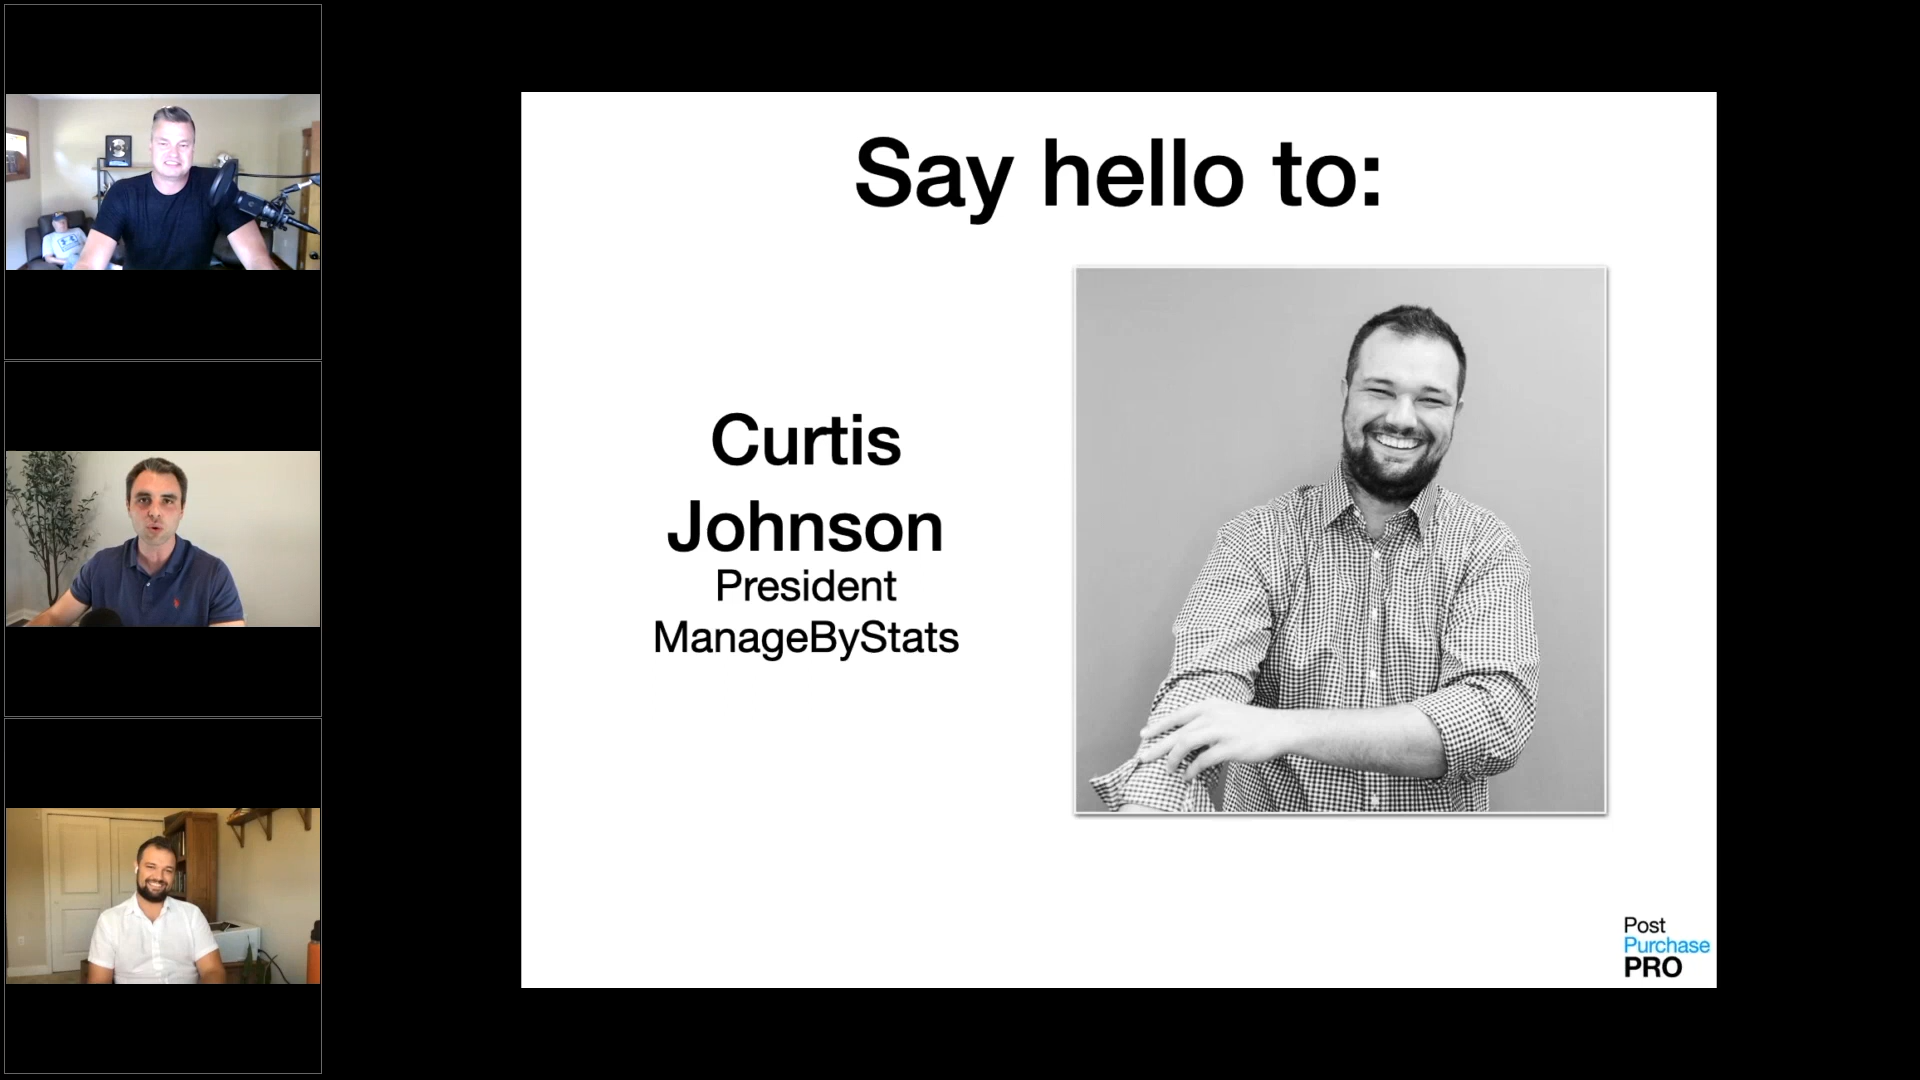 Say hello to:
Curtis
Johnson
President
ManageByStats
Post
Purchase
PRO